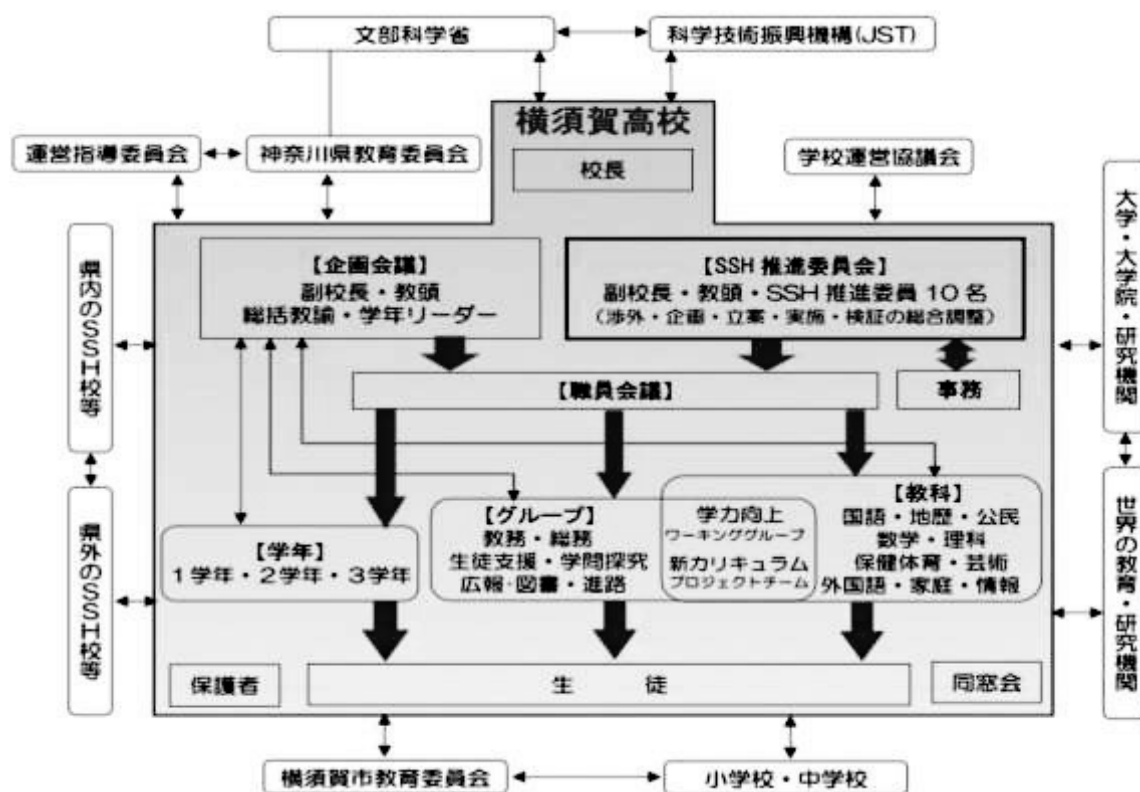 文部科学省
科学技術振興機構(JST)
横須賀高校
校長
運営指導委員会
神奈川県教育委員会
学校運営協議会
【企画会議】
副校長・教頭
総括教諭・学年リーダー
【SSH推進委員会】
副校長・教頭・SSH推進委員10名
(渉外・企画・立案・実施・検証の総合調整)
県内のSSH校等
大学・大学院・研究機関
【職員会議】
事務
県外のSSH校等
世界の教育・研究機関
【学年】
1学年・2学年・3学年
【グループ】
教務・総務
生徒支援・学問探究
広報・図書・進路
学力向上
ワーキンググループ
新カリキュラム
プロジェクトチーム
【教科】
国語・地歴・公民
数学・理科
保健体育・芸術
外国語・家庭・情報
保護者
生 徒
同窓会
横須賀市教育委員会
小学校・中学校